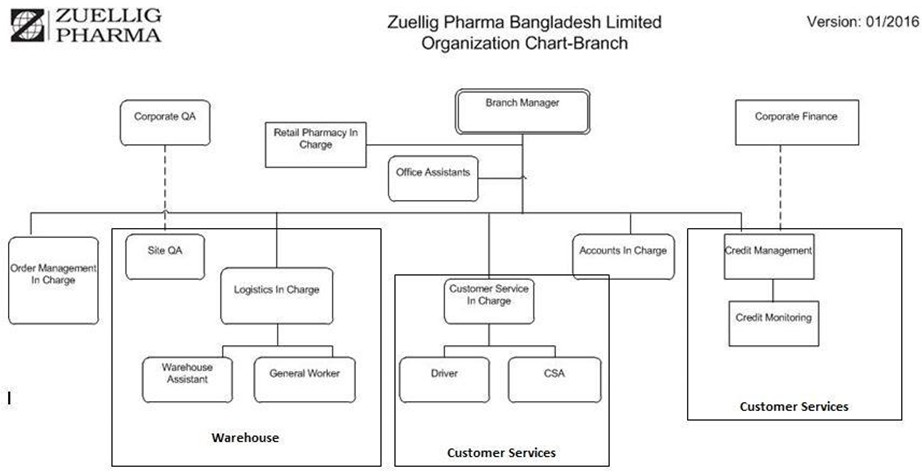 ZUELLIG
PHARMA
Zuellig Pharma Bangladesh Limited
Organization Chart-Branch
Version: 01/2016
Corporate QA
Branch Manager
Corporate Finance
Retail Pharmacy In
Charge
Office Assistants
Order Management
In Charge
Site QA
Logistics In Charge
Customer Service
In Charge
Accounts In Charge
Credit Management
Credit Monitoring
Warehouse
Assistant
General Worker
Driver
CSA
Warehouse
Customer Services
Customer Services